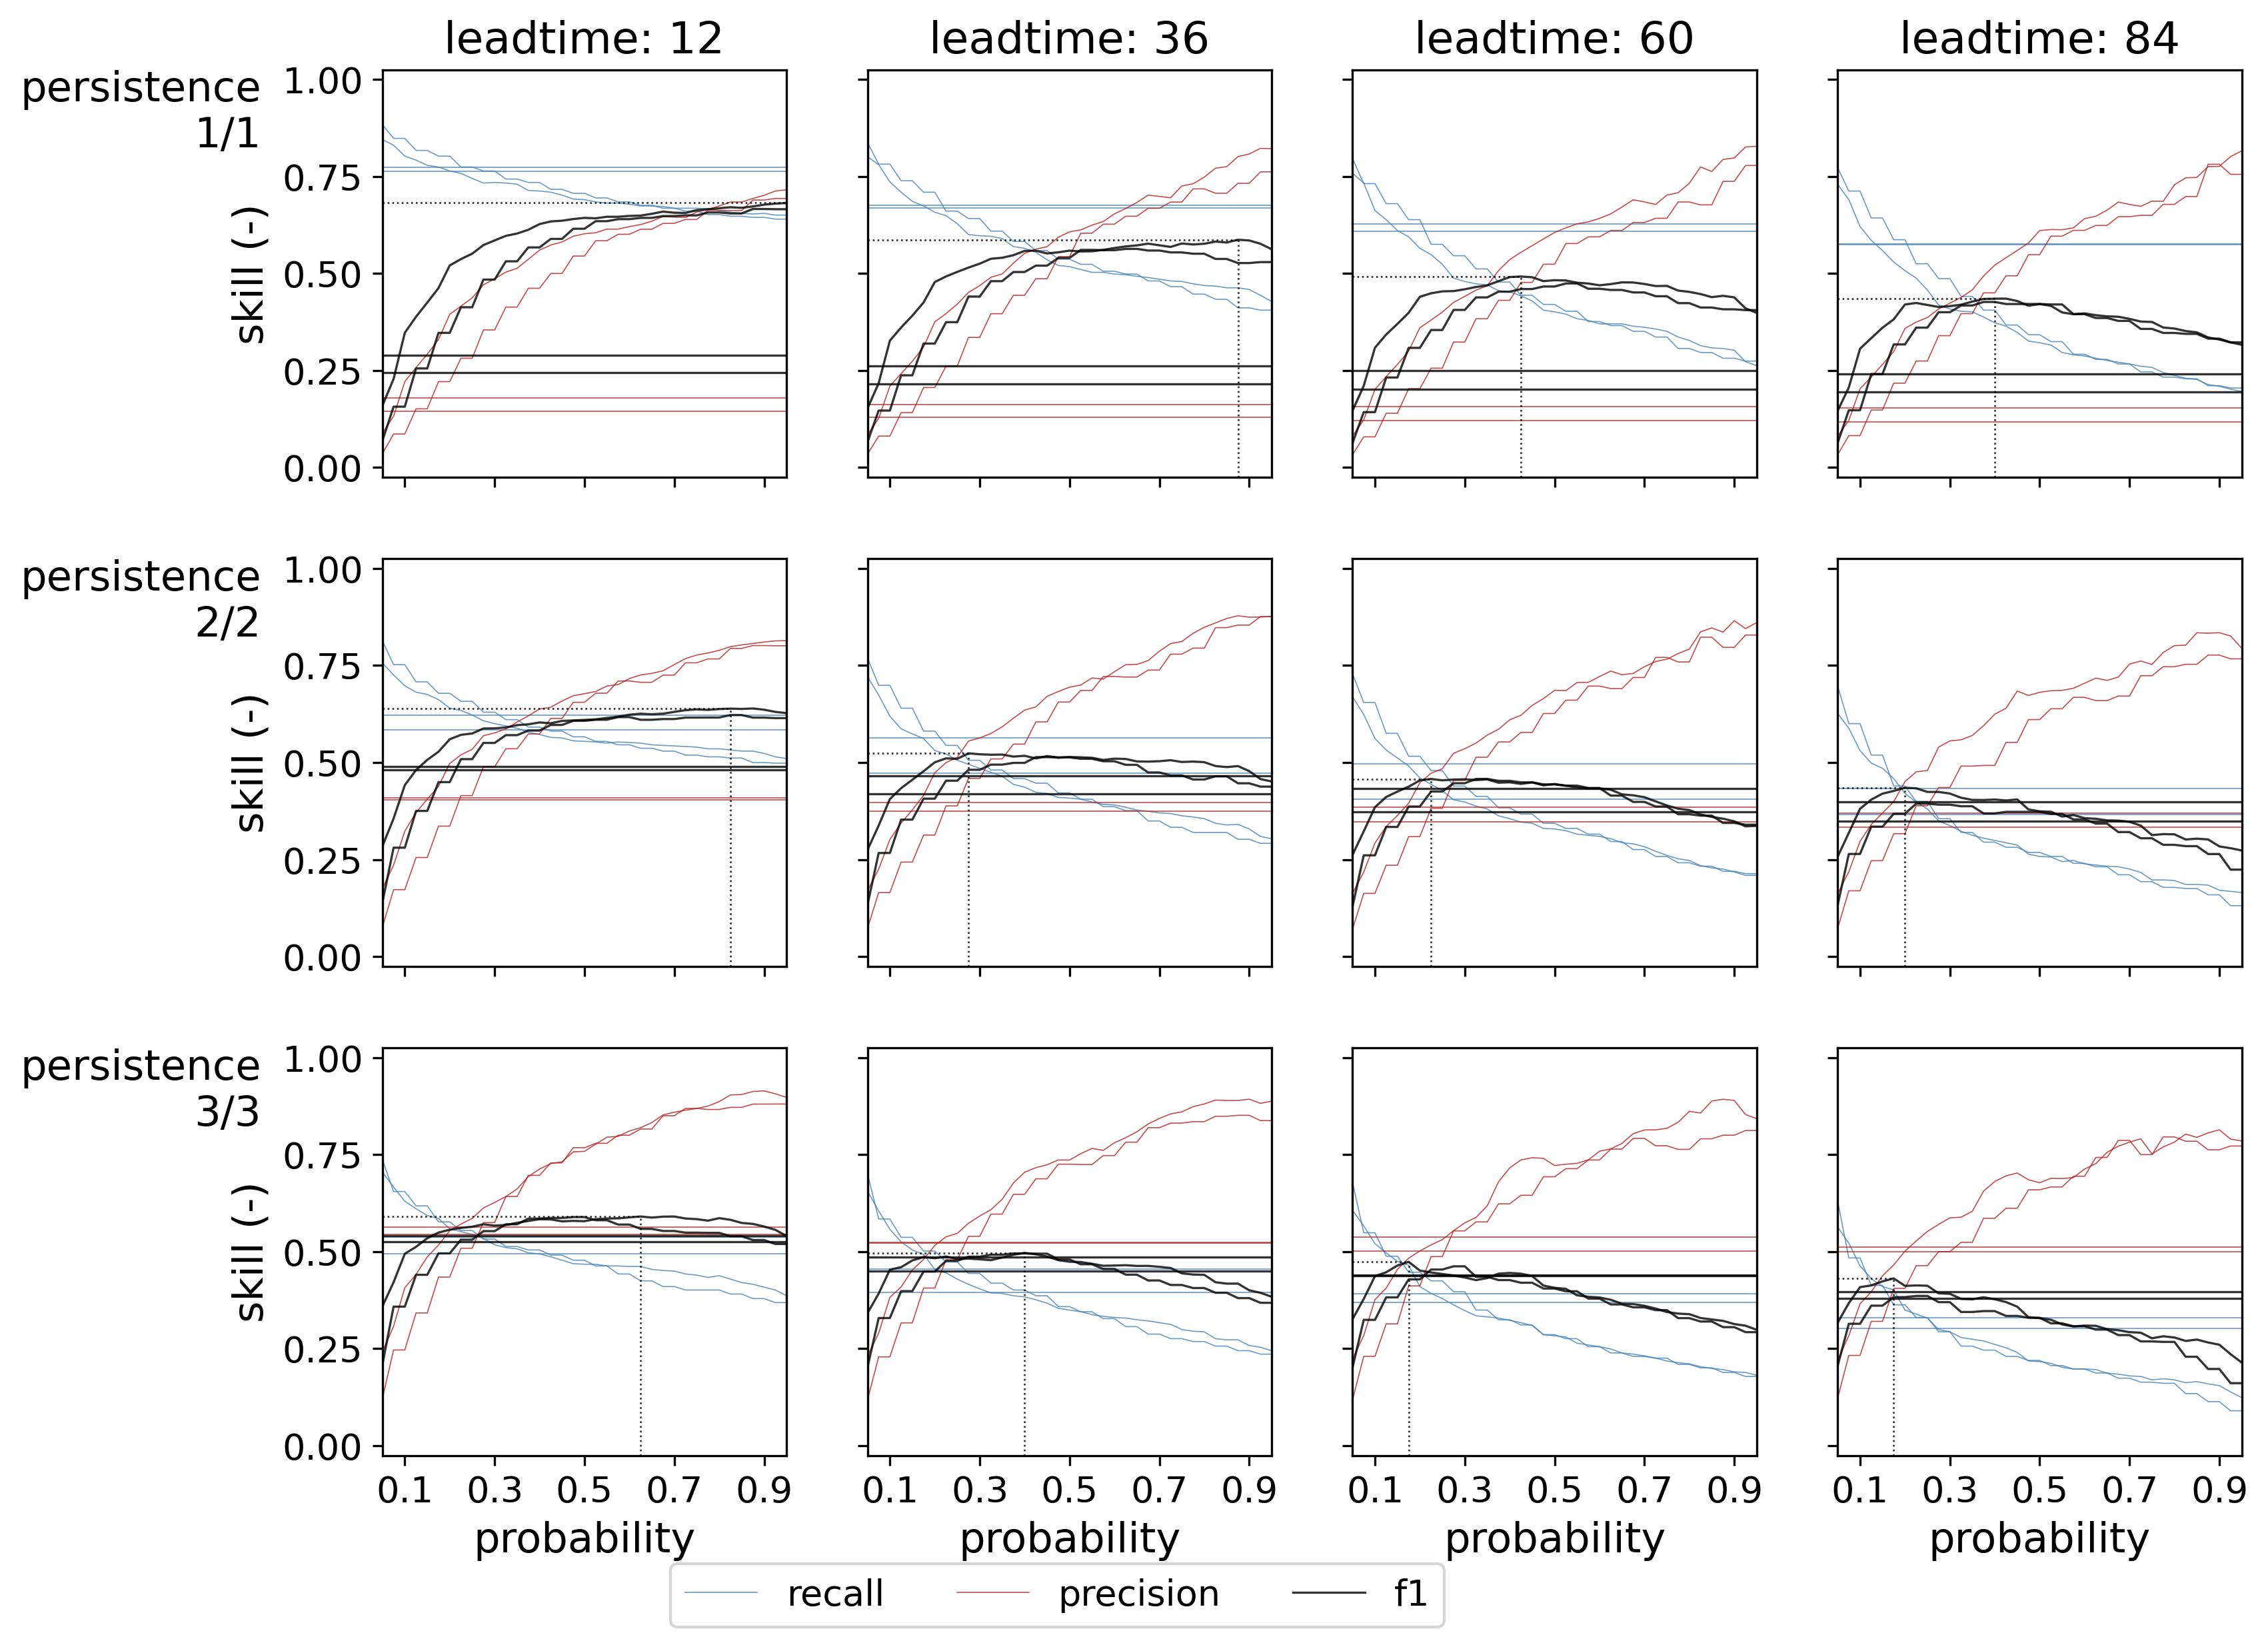 leadtime: 12 leadtime: 36 leadtime: 60 leadtime: 84
persistence
1/1
1.00
0.75
0.50
0.25
0.00
skill (-)
persistence
2/2
1.00
0.75
0.50
0.25
0.00
skill (-)
persistence
3/3
1.00
0.75
0.50
0.25
0.00
skill (-)
0.1 0.3 0.5 0.7 0.9 0.1 0.3 0.5 0.7 0.9 0.1 0.3 0.5 0.7 0.9 0.1 0.3 0.5 0.7 0.9
probability probability probability probability
recall precision f1